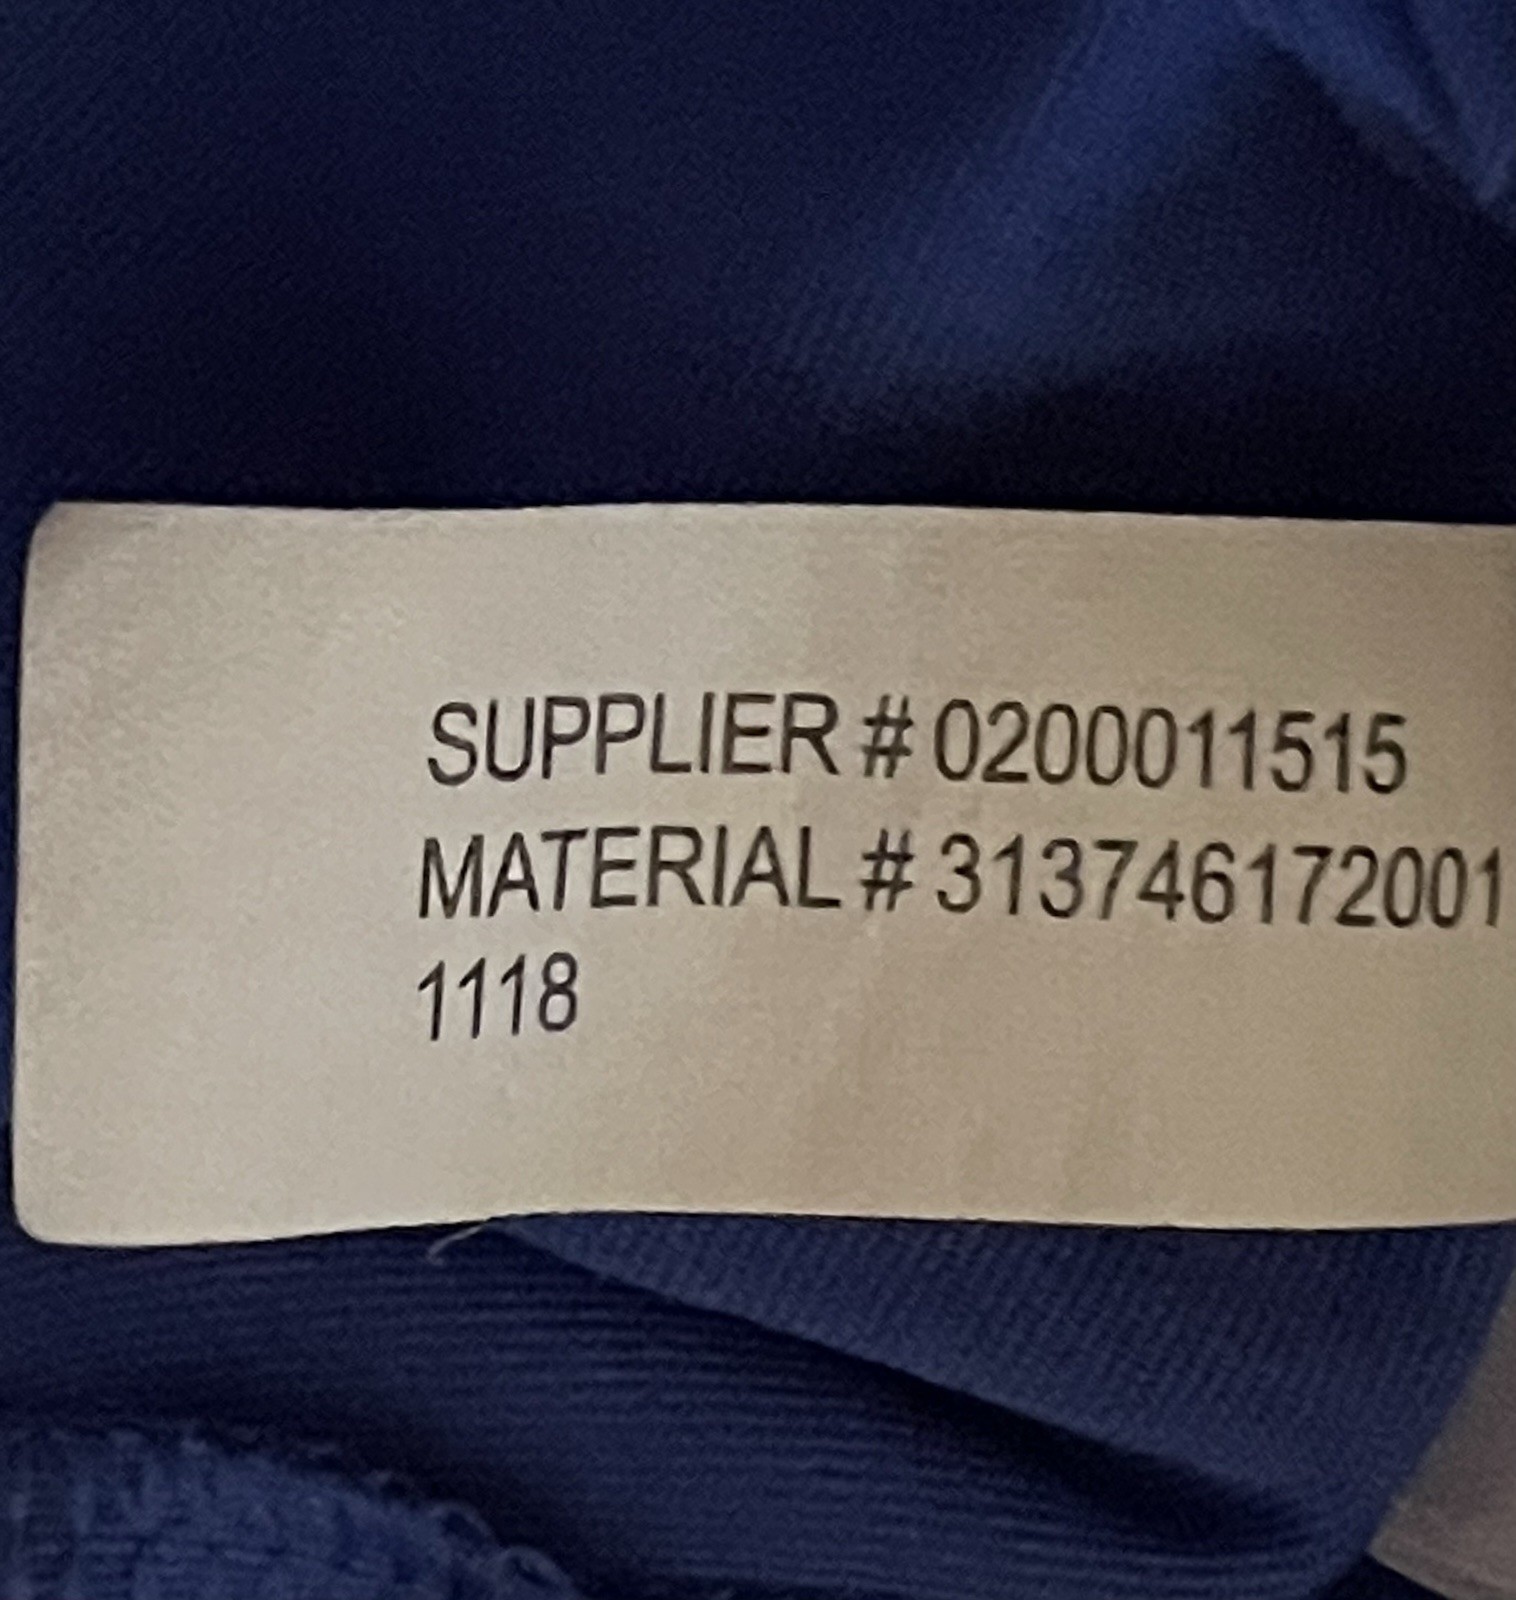 SUPPLIER # 0200011515
MATERIAL # 313746172001
1118